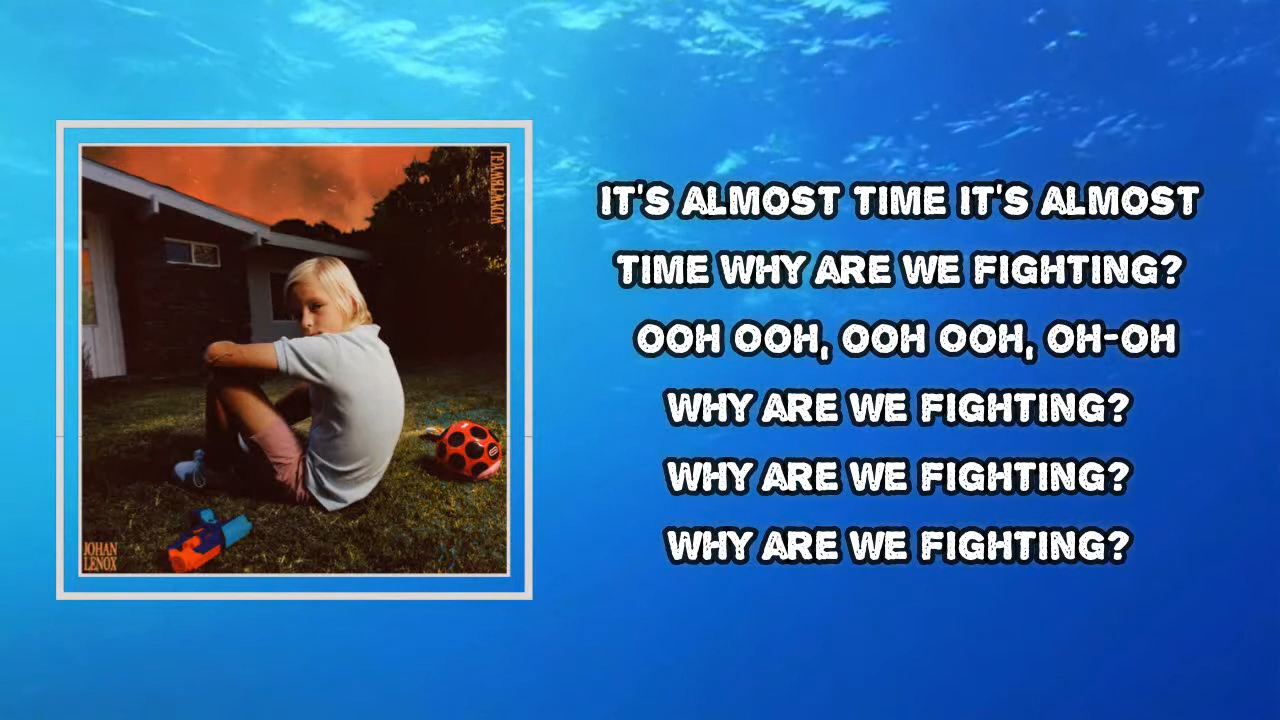 WDYWTBWYGU
JOHAN
LENOX
IT'S ALMOST TIME IT'S ALMOST
TIME WHY ARE WE FIGHTING?
OOH OOH, OOH OOH, OH-OH
WHY ARE WE FIGHTING?
WHY ARE WE FIGHTING?
WHY ARE WE FIGHTING?